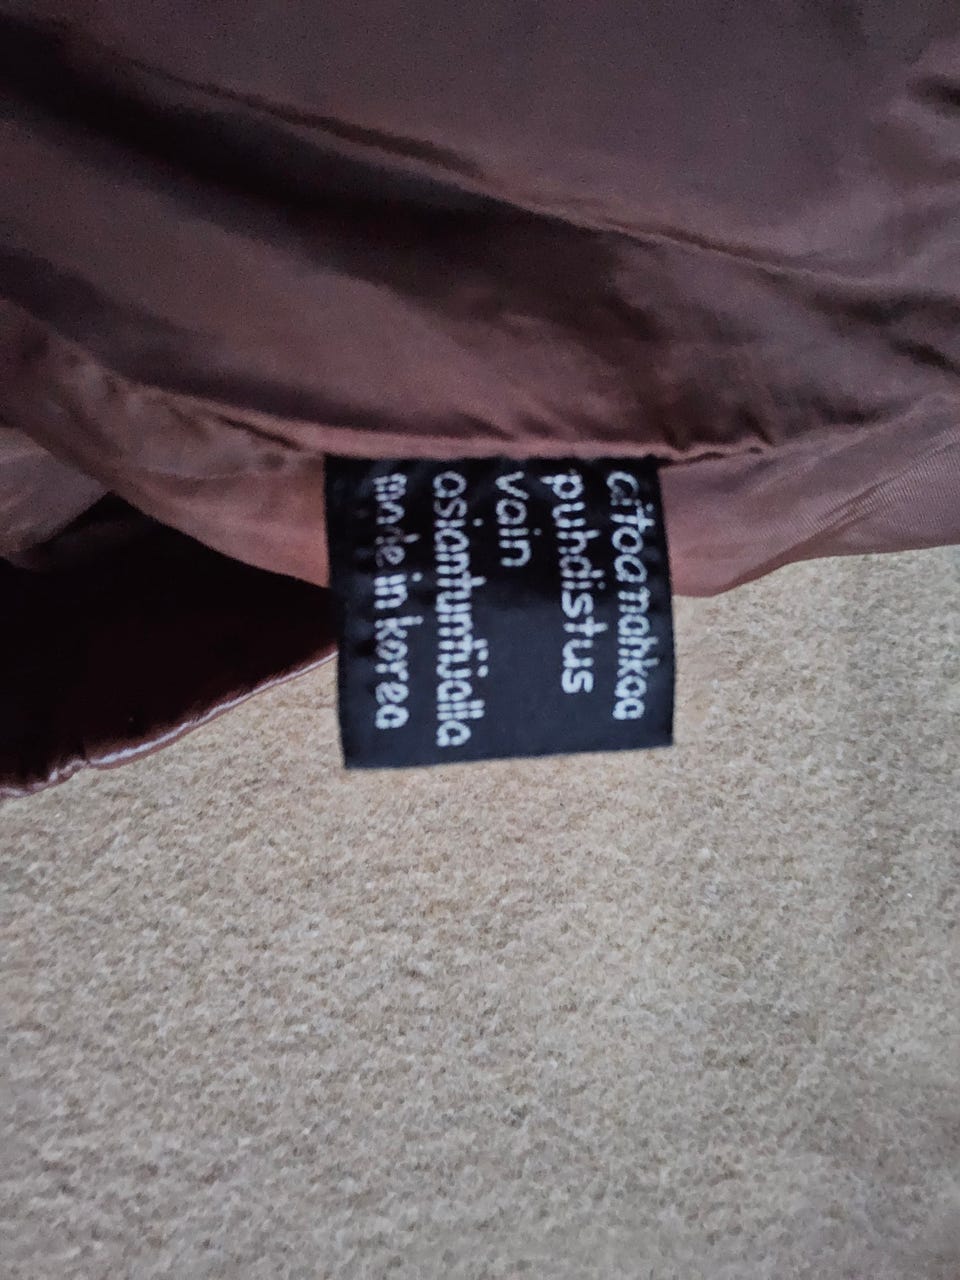 aitoa nahkaa
puhdistus
vain
asiantuntijalla
made in korea